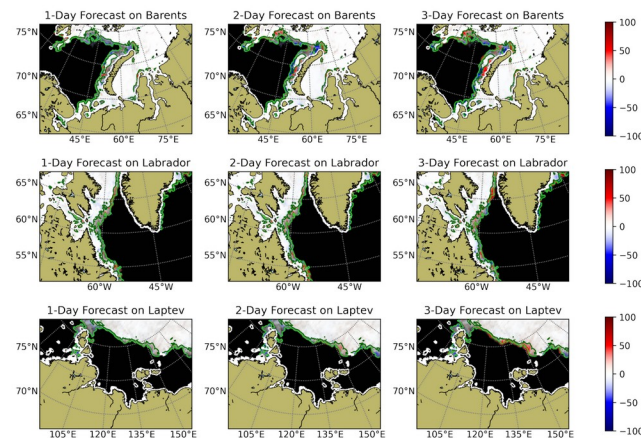 1-Day Forecast on Barents 2-Day Forecast on Barents 3-Day Forecast on Barents
75°N 75°N 75°N 100
70°N 70°N 70°N 50
0
65°N 65°N 65°N −50
−100
45°E 60°E 75°E 45°E 60°E 75°E 45°E 60°E 75°E
1-Day Forecast on Labrador 2-Day Forecast on Labrador 3-Day Forecast on Labrador
65°N 65°N 65°N 100
60°N 60°N 60°N 50
0
55°N 55°N 55°N −50
−100
60°W 45°W 60°W 45°W 60°W 45°W
1-Day Forecast on Laptev 2-Day Forecast on Laptev 3-Day Forecast on Laptev
100
75°N 75°N 75°N 50
0
70°N 70°N 70°N −50
−100
105°E 120°E 135°E 150°E 105°E 120°E 135°E 150°E 105°E 120°E 135°E 150°E